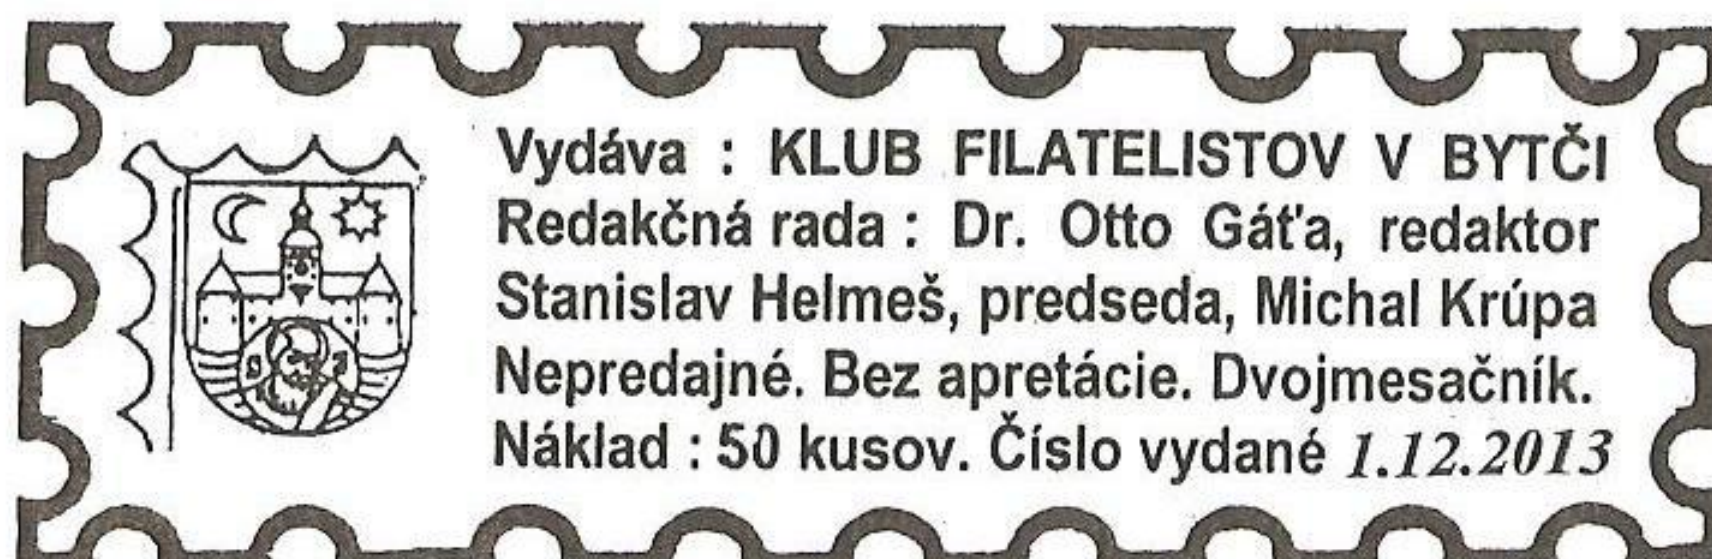 Vydáva : KLUB FILATELISTOV V BYTČI
Redakčná rada : Dr. Otto Gáťa, redaktor
Stanislav Helmeš, predseda, Michal Krúpa
Nepredajné. Bez apretácie. Dvojmesačník.
Náklad : 50 kusov. Číslo vydané 1.12.2013